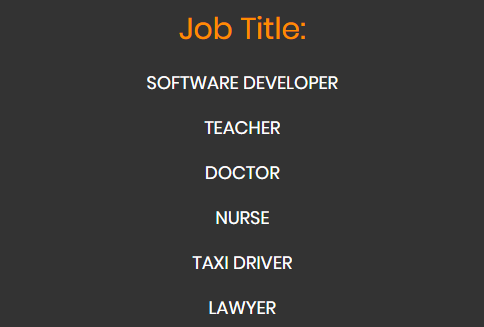 Job Title:
SOFTWARE DEVELOPER
TEACHER
DOCTOR
NURSE
TAXI DRIVER
LAWYER